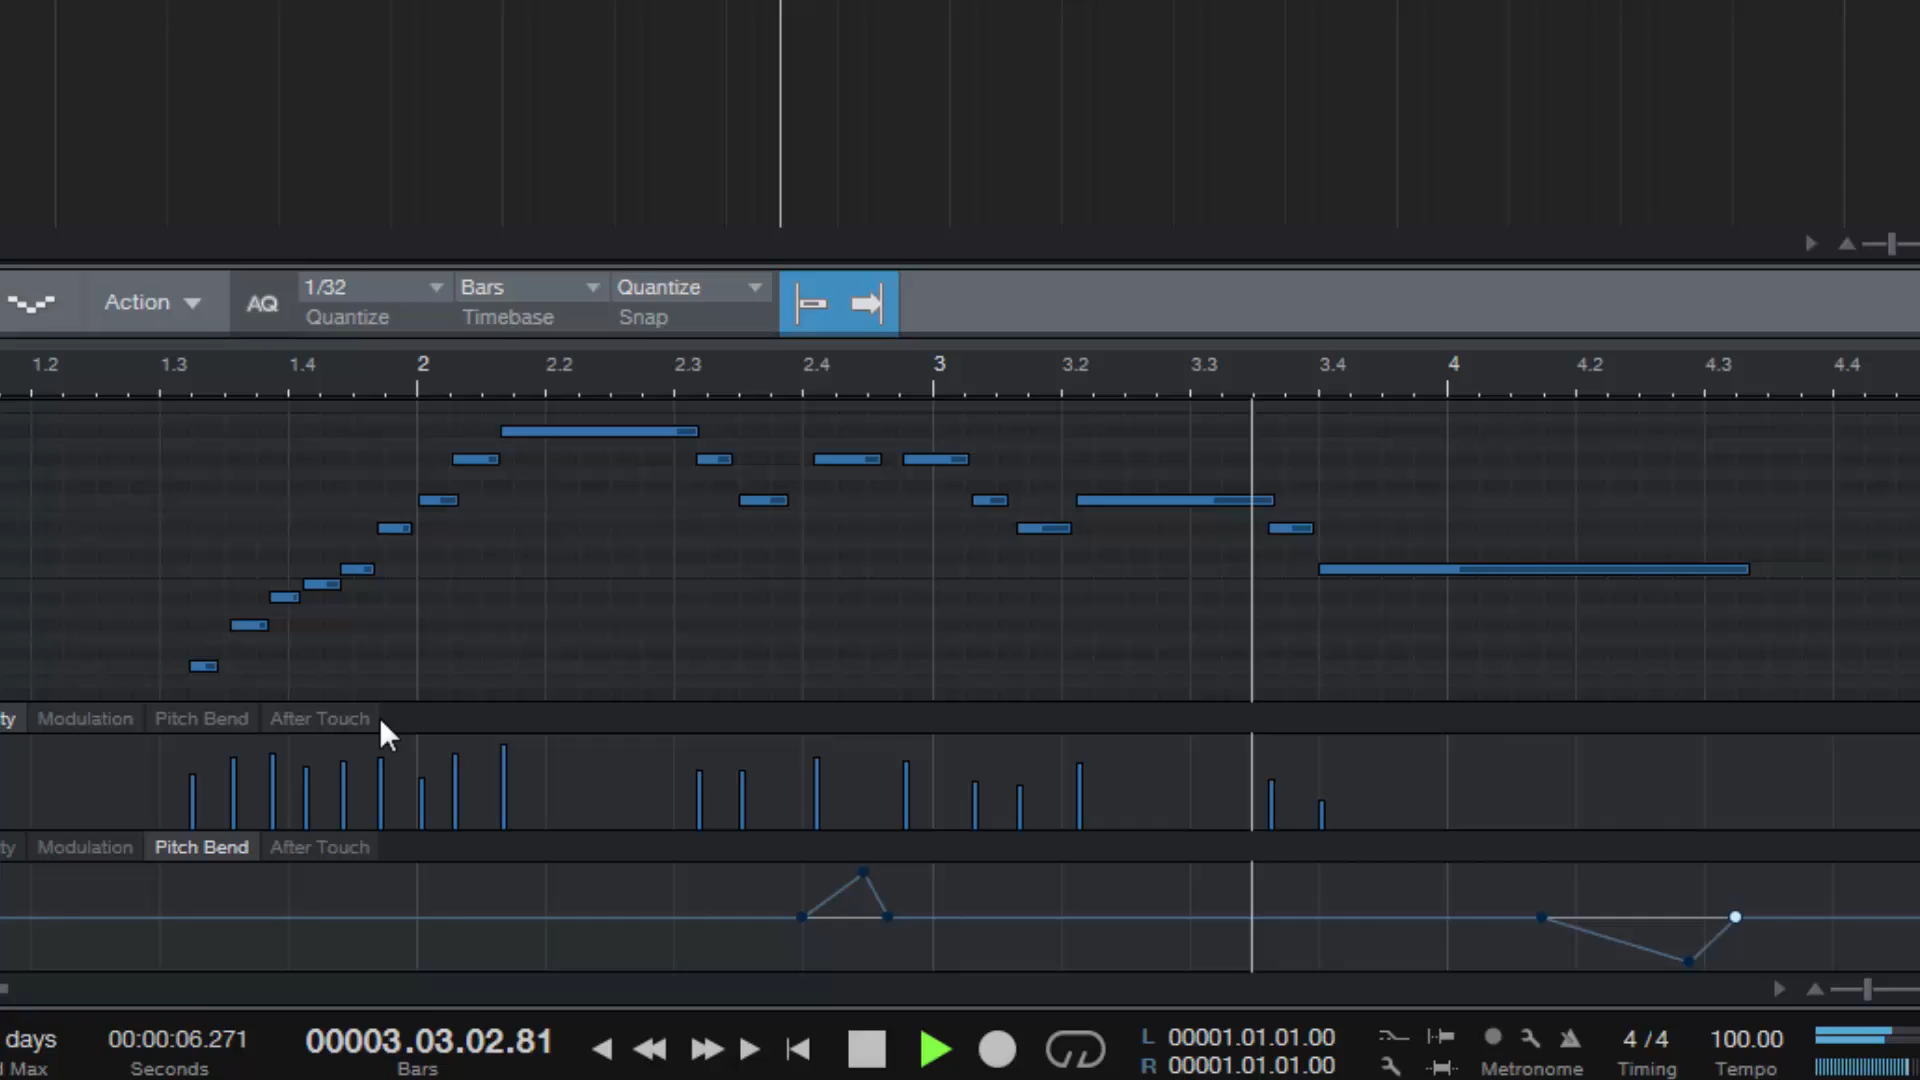 Action AQ 1/32 Bars Quantize
Quantize Timebase Snap
1.2 1.3 1.4 2 2.2 2.3 2.4 3 3.2 3.3 3.4 4 4.2 4.3 4.4
ty Modulation Pitch Bend After Touch
ty Modulation Pitch Bend After Touch
days 00:00:06.271 00003.03.02.81 L 00001.01.01.00 4 / 4 100.00
d Max Seconds Bars R 00001.01.01.00 Metronome Timing Tempo